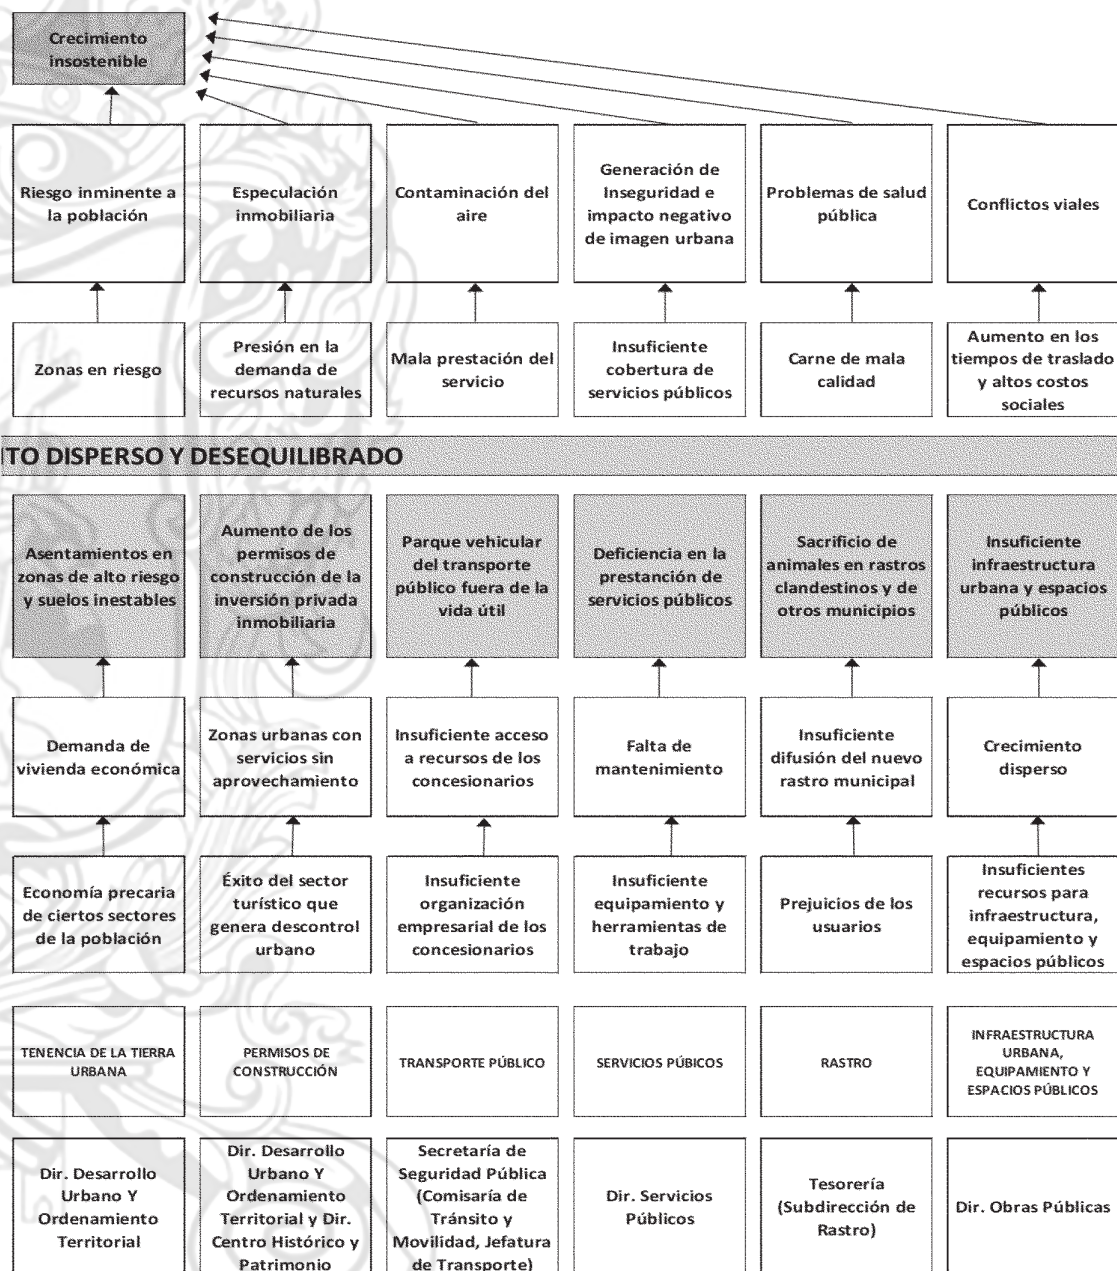 Crecimiento
insostenible
Riesgo inminente a
la población
Especulación
inmobiliaria
Contaminación del
aire
Generación de
Inseguridad e
impacto negativo
de imagen urbana
Problemas de salud
pública
Conflictos viales
Zonas en riesgo
Presión en la
demanda de
recursos naturales
Mala prestación del
servicio
Insuficiente
cobertura de
servicios públicos
Carne de mala
calidad
Aumento en los
tiempos de traslado
y altos costos
sociales
ITO DISPERSO Y DESEQUILIBRADO
Asentamientos en
zonas de alto riesgo
y suelos inestables
Aumento de los
permisos de
construcción de la
inversión privada
inmobiliaria
Parque vehicular
del transporte
público fuera de la
vida útil
Deficiencia en la
prestanción de
servicios públicos
Sacrificio de
animales en rastros
clandestinos y de
otros municipios
Insuficiente
infraestructura
urbana y espacios
públicos
Demanda de
vivienda económica
Zonas urbanas con
servicios sin
aprovechamiento
Insuficiente acceso
a recursos de los
concesionarios
Falta de
mantenimiento
Insuficiente
difusión del nuevo
rastro municipal
Crecimiento
disperso
Economía precaria
de ciertos sectores
de la población
Éxito del sector
turístico que
genera descontrol
urbano
Insuficiente
organización
empresarial de los
concesionarios
Insuficiente
equipamiento y
herramientas de
trabajo
Prejuicios de los
usuarios
Insuficientes
recursos para
infraestructura,
equipamiento y
espacios públicos
TENENCIA DE LA TIERRA
URBANA
PERMISOS DE
CONSTRUCCIÓN
TRANSPORTE PÚBLICO
SERVICIOS PÚBICOS
RASTRO
INFRAESTRUCTURA
URBANA,
EQUIPAMIENTO Y
ESPACIOS PÚBLICOS
Dir. Desarrollo
Urbano Y
Ordenamiento
Territorial
Dir. Desarrollo
Urbano Y
Ordenamiento
Territorial y Dir.
Centro Histórico y
Patrimonio
Secretaría de
Seguridad Pública
(Comisaría de
Tránsito y
Movilidad, Jefatura
de Transporte)
Dir. Servicios
Públicos
Tesorería
(Subdirección de
Rastro)
Dir. Obras Públicas